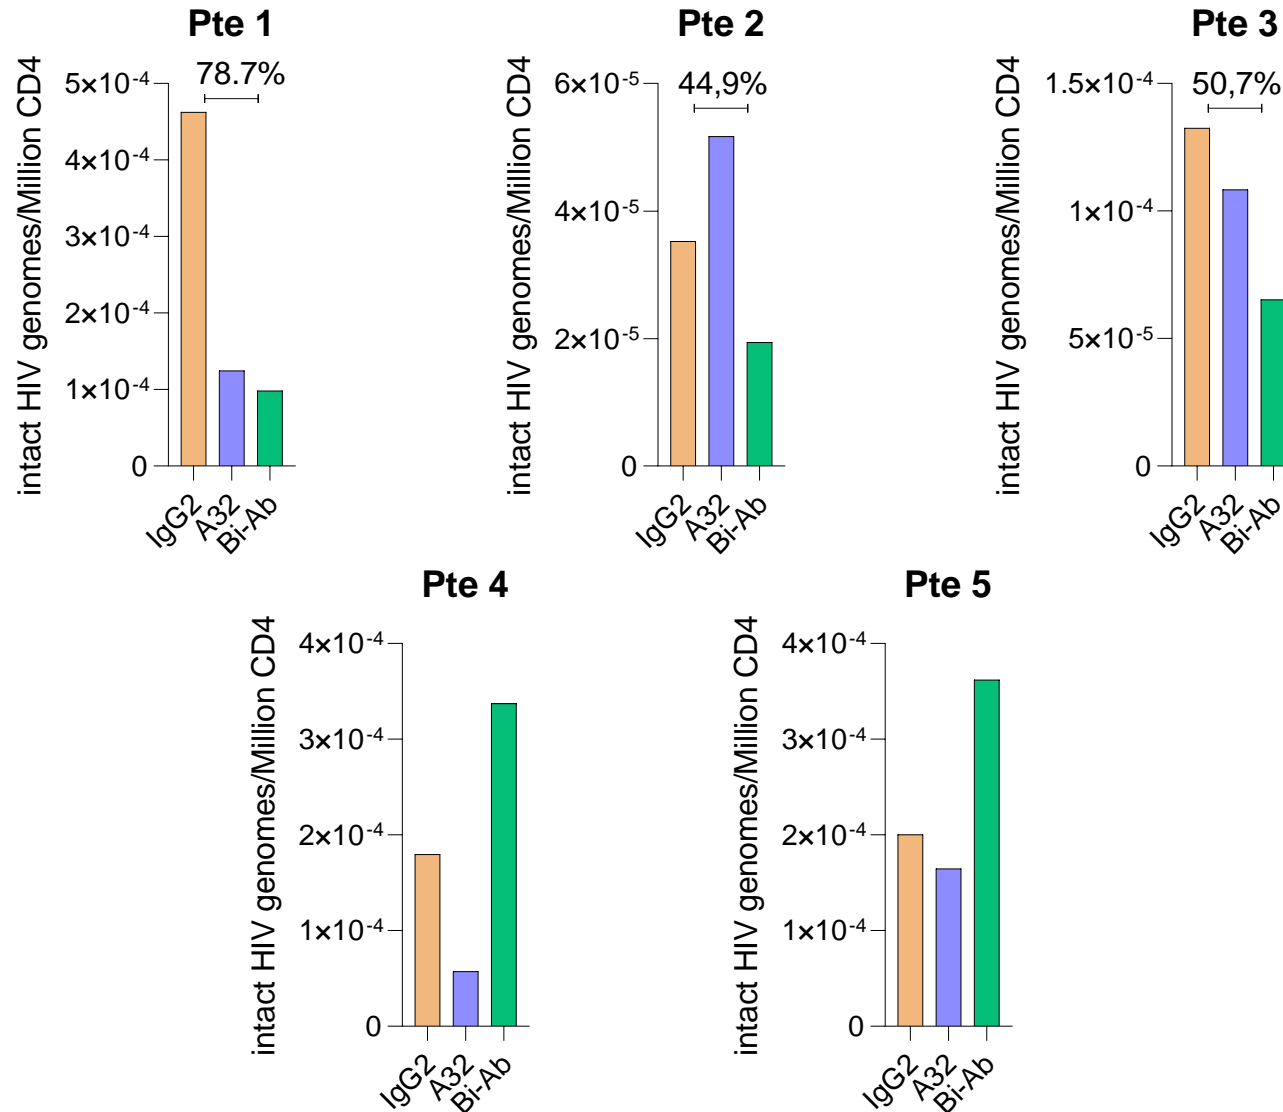 Pte 1
Pte 2
Pte 3
intact HIV genomes/Million CD4
5×10⁻⁴
4×10⁻⁴
3×10⁻⁴
2×10⁻⁴
1×10⁻⁴
0
78.7%
IgG2
A32
Bi-Ab
intact HIV genomes/Million CD4
6×10⁻⁵
4×10⁻⁵
2×10⁻⁵
0
44,9%
IgG2
A32
Bi-Ab
intact HIV genomes/Million CD4
1.5×10⁻⁴
1×10⁻⁴
5×10⁻⁵
0
50,7%
IgG2
A32
Bi-Ab
Pte 4
Pte 5
intact HIV genomes/Million CD4
4×10⁻⁴
3×10⁻⁴
2×10⁻⁴
1×10⁻⁴
0
IgG2
A32
Bi-Ab
intact HIV genomes/Million CD4
4×10⁻⁴
3×10⁻⁴
2×10⁻⁴
1×10⁻⁴
0
IgG2
A32
Bi-Ab